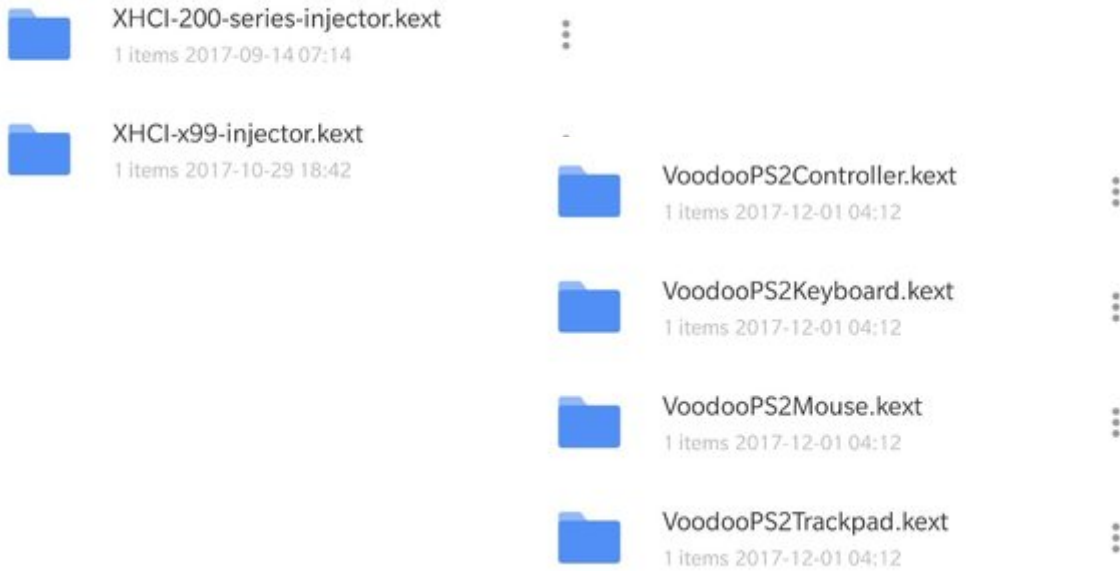 XHCI-200-series-injector.kext
1 items 2017-09-14 07:14
XHCI-x99-injector.kext
1 items 2017-10-29 18:42
VoodooPS2Controller.kext
1 items 2017-12-01 04:12
VoodooPS2Keyboard.kext
1 items 2017-12-01 04:12
VoodooPS2Mouse.kext
1 items 2017-12-01 04:12
VoodooPS2Trackpad.kext
1 items 2017-12-01 04:12